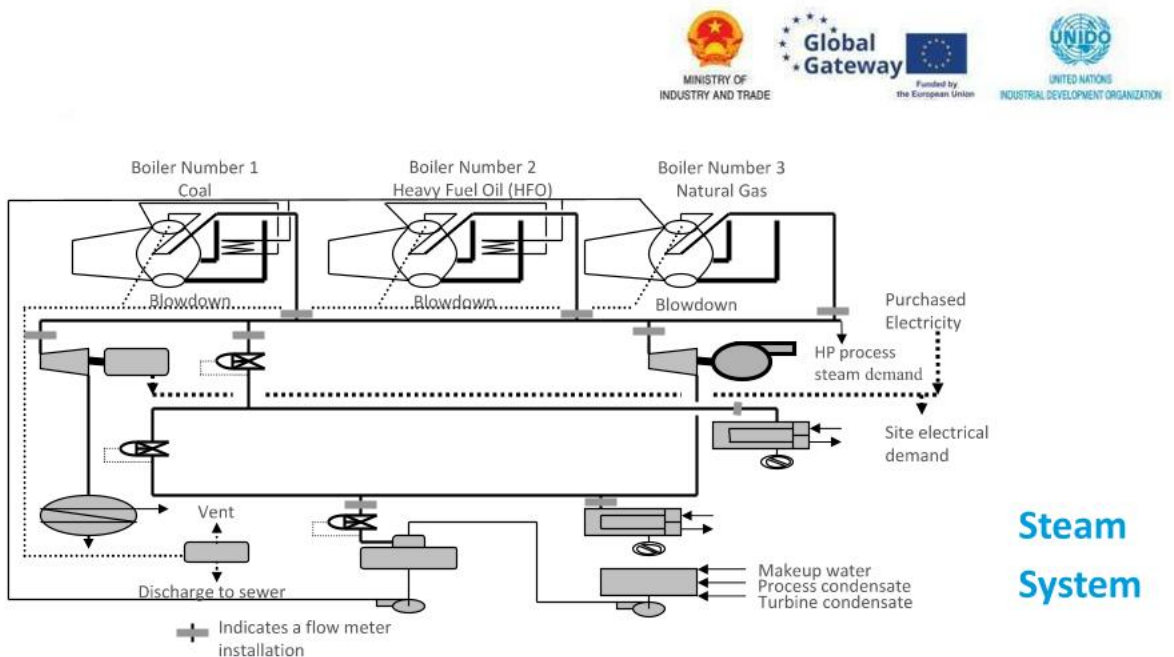 MINISTRY OF
INDUSTRY AND TRADE
Global
Gateway
Funded by
the European Union
UNIDO
UNITED NATIONS
INDUSTRIAL DEVELOPMENT ORGANIZATION
Boiler Number 1
Coal
Boiler Number 2
Heavy Fuel Oil (HFO)
Boiler Number 3
Natural Gas
Blowdown
Blowdown
Blowdown
Purchased
Electricity
HP process
steam demand
Site electrical
demand
Vent
Discharge to sewer
Makeup water
Process condensate
Turbine condensate
Indicates a flow meter
installation
Steam
System